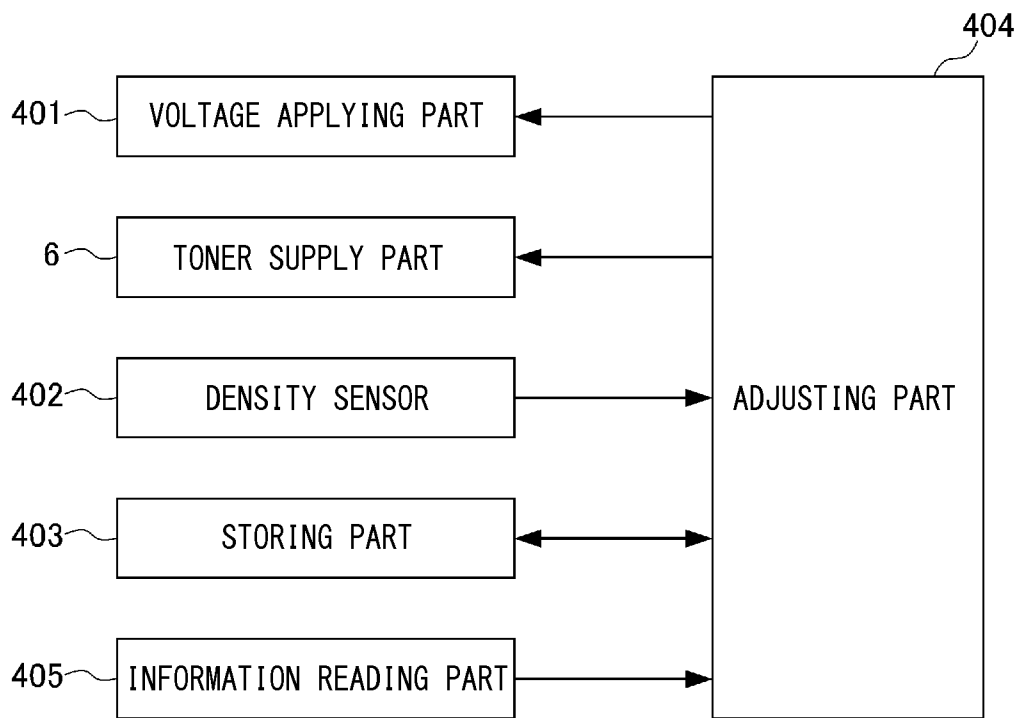 404
401
VOLTAGE APPLYING PART
6
TONER SUPPLY PART
402
DENSITY SENSOR
ADJUSTING PART
403
STORING PART
405
INFORMATION READING PART